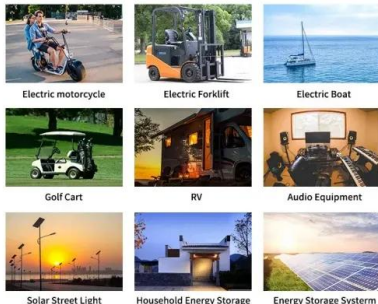 Electric motorcycle
Electric Forklift
Electric Boat
Golf Cart
RV
Audio Equipment
Solar Street Light
Household Energy Storage
Energy Storage Systerm